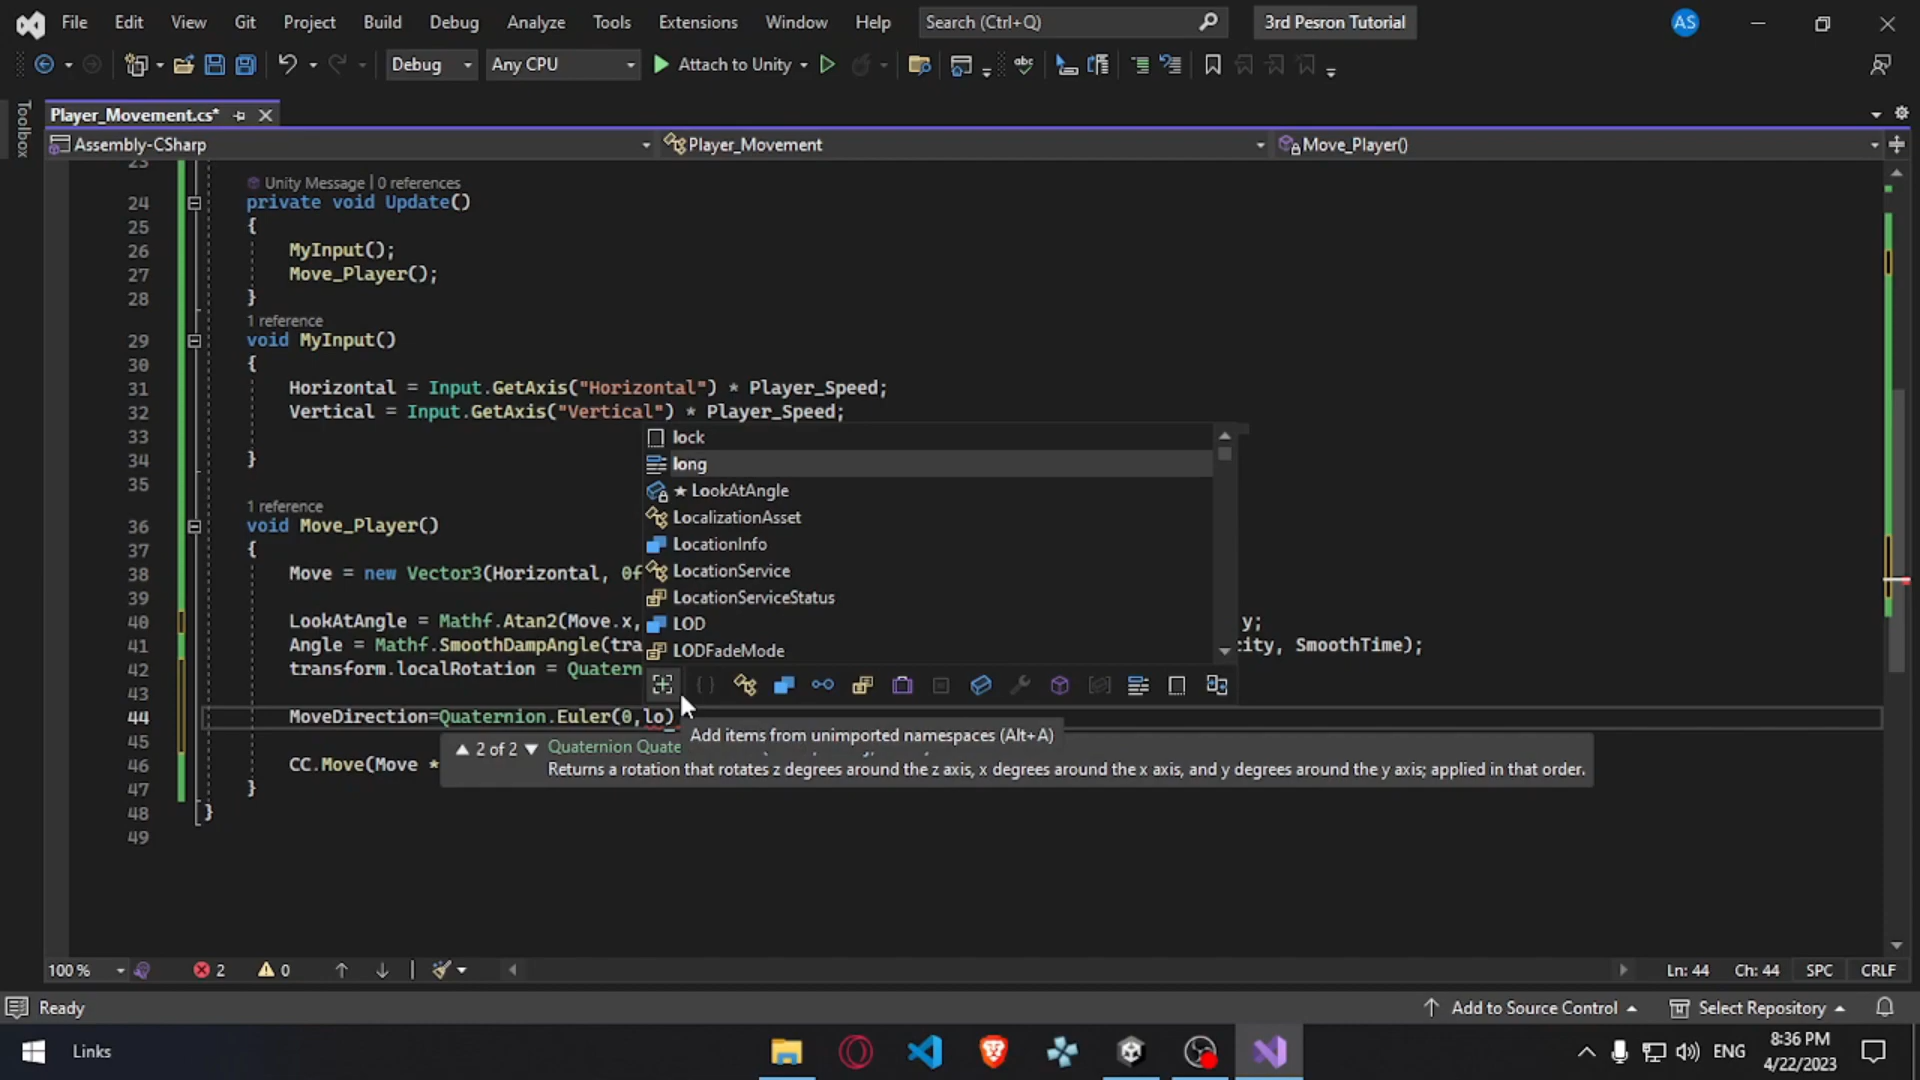 File Edit View Git Project Build Debug Analyze Tools Extensions Window Help Search (Ctrl+Q) 3rd Pesron Tutorial AS
Debug Any CPU Attach to Unity
Toolbox
Player_Movement.cs*
Assembly-CSharp Player_Movement Move_Player()
23
Unity Message | 0 references
24 private void Update()
25 {
26 MyInput();
27 Move_Player();
28 }
1 reference
29 void MyInput()
30 {
31 Horizontal = Input.GetAxis("Horizontal") * Player_Speed;
32 Vertical = Input.GetAxis("Vertical") * Player_Speed;
33
34 }
35
1 reference
36 void Move_Player()
37 {
38 Move = new Vector3(Horizontal, 0f
39
40 LookAtAngle = Mathf.Atan2(Move.x, y;
41 Angle = Mathf.SmoothDampAngle(tra city, SmoothTime);
42 transform.localRotation = Quatern
43
44 MoveDirection=Quaternion.Euler(0,lo)
45
46 CC.Move(Move *
47 }
48 }
49
lock
long
★ LookAtAngle
LocalizationAsset
LocationInfo
LocationService
LocationServiceStatus
LOD
LODFadeMode
Add items from unimported namespaces (Alt+A)
2 of 2 Quaternion Quate
Returns a rotation that rotates z degrees around the z axis, x degrees around the x axis, and y degrees around the y axis; applied in that order.
100 % 2 0 Ln: 44 Ch: 44 SPC CRLF
Ready Add to Source Control Select Repository
Links ENG 8:36 PM
4/22/2023